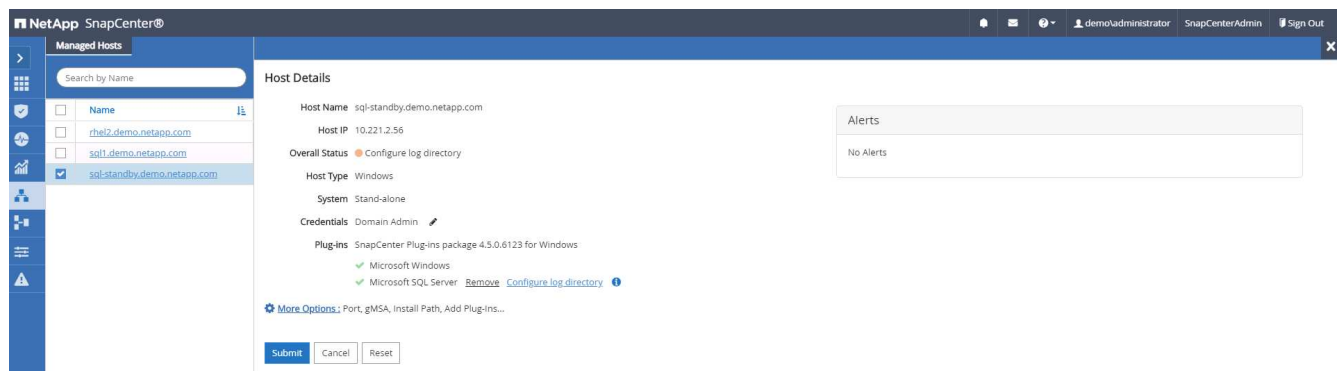 NetApp SnapCenter®
demo\administrator SnapCenterAdmin Sign Out
Managed Hosts
Search by Name
Name
rhel2.demo.netapp.com
sql1.demo.netapp.com
sql-standby.demo.netapp.com
Host Details
Host Name sql-standby.demo.netapp.com
Host IP 10.221.2.56
Overall Status Configure log directory
Host Type Windows
System Stand-alone
Credentials Domain Admin
Plug-ins SnapCenter Plug-ins package 4.5.0.6123 for Windows
Microsoft Windows
Microsoft SQL Server Remove Configure log directory
More Options : Port, gMSA, Install Path, Add Plug-Ins...
Submit Cancel Reset
Alerts
No Alerts